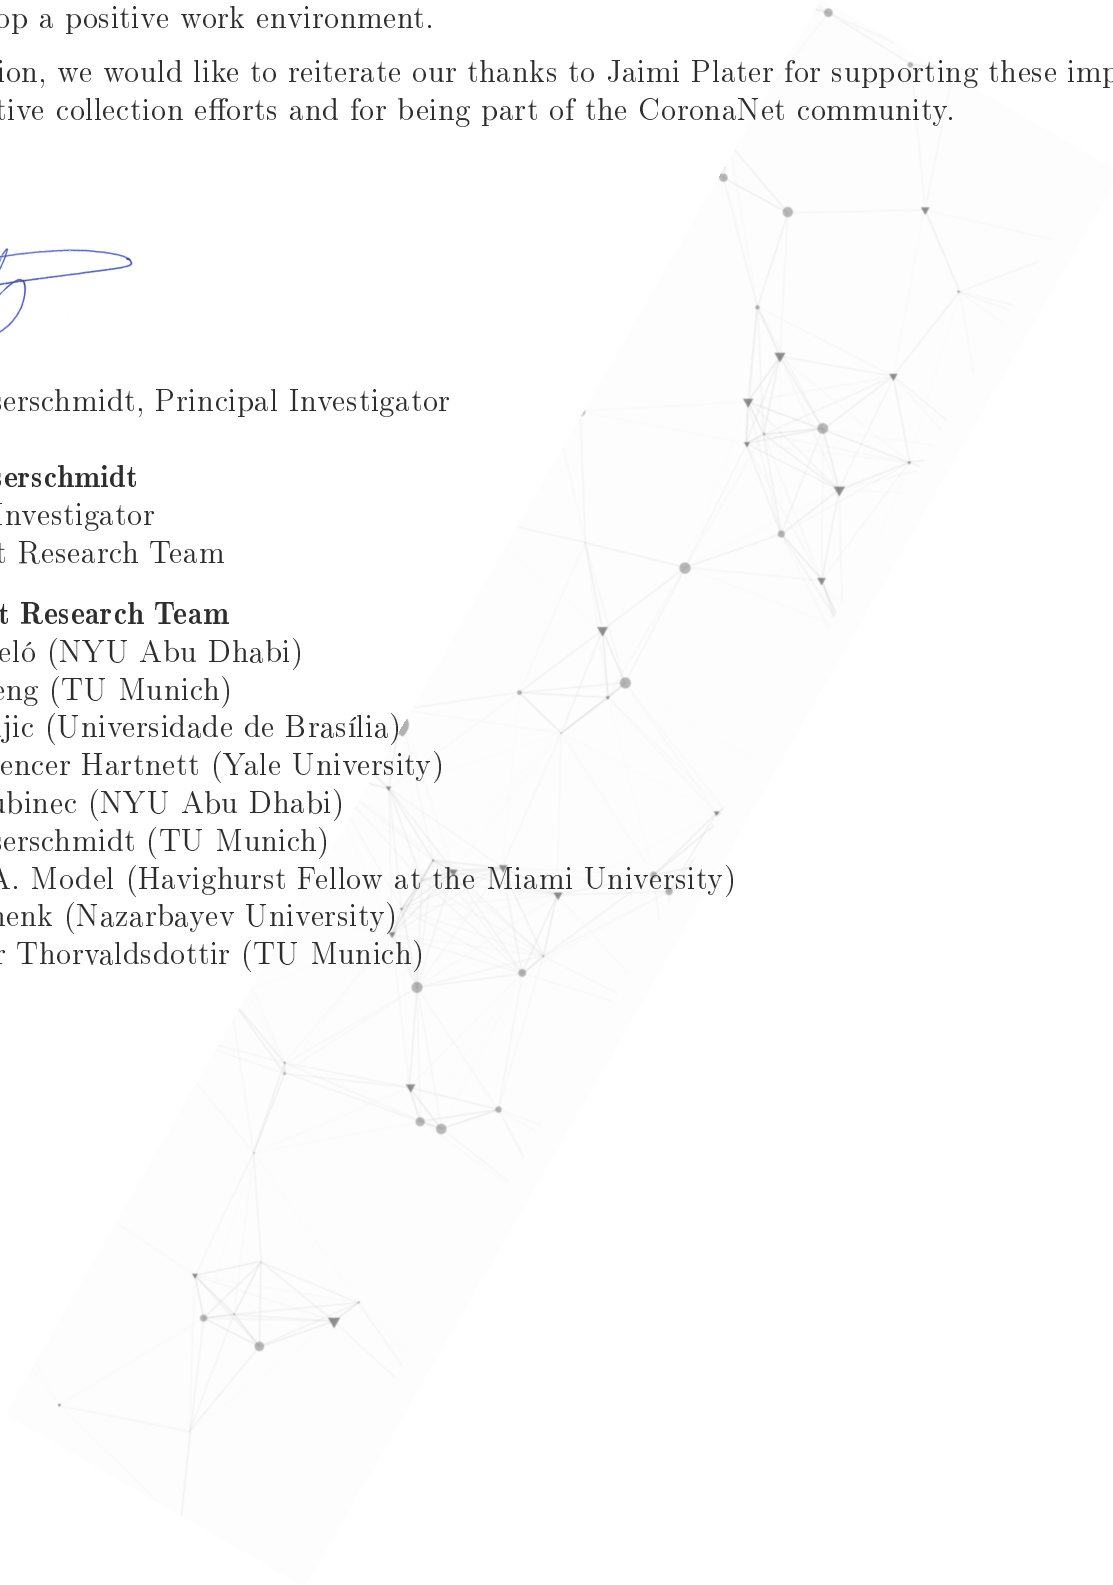 op a positive work environment.
ion, we would like to reiterate our thanks to Jaimi Plater for supporting these imp
tive collection efforts and for being part of the CoronaNet community.
serschmidt, Principal Investigator
serschmidt
Investigator
t Research Team
t Research Team
eló (NYU Abu Dhabi)
eng (TU Munich)
jic (Universidade de Brasília)
encer Hartnett (Yale University)
ubinec (NYU Abu Dhabi)
serschmidt (TU Munich)
A. Model (Havighurst Fellow at the Miami University)
henk (Nazarbayev University)
r Thorvaldsdottir (TU Munich)